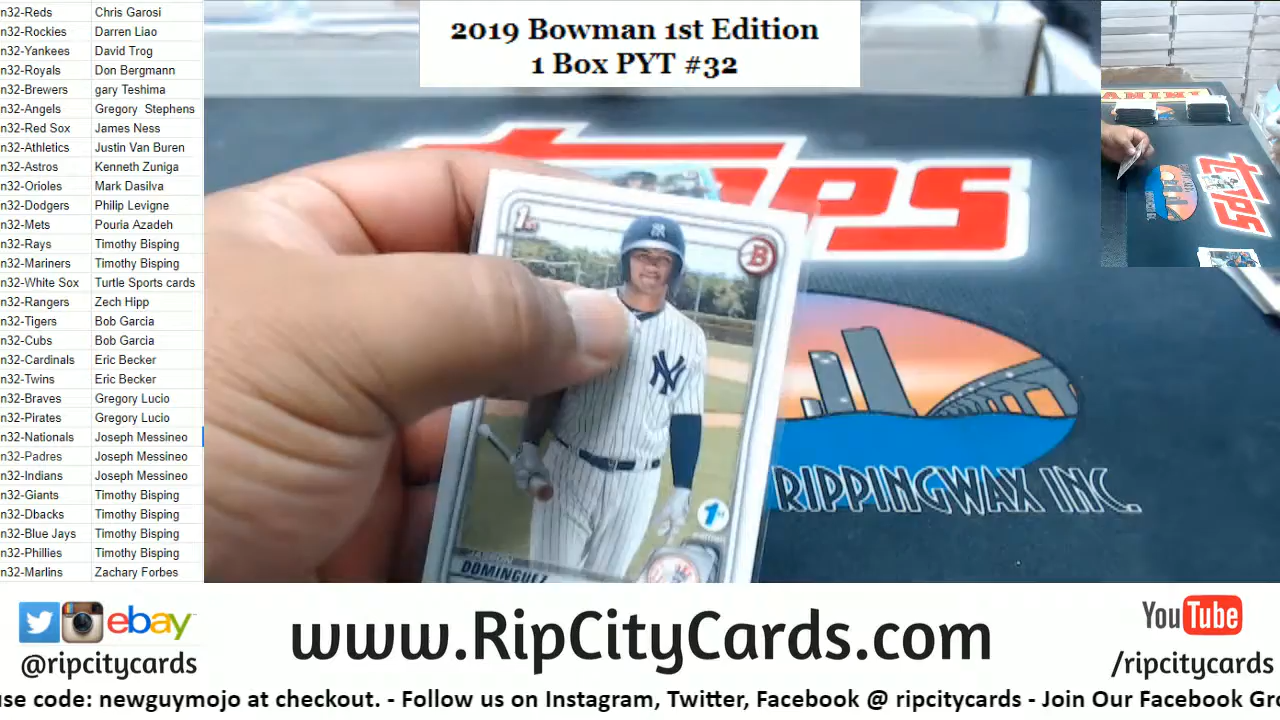 2019 Bowman 1st Edition
1 Box PYT #32
n32-Reds Chris Garosi
n32-Rockies Darren Liao
n32-Yankees David Trog
n32-Royals Don Bergmann
n32-Brewers gary Teshima
n32-Angels Gregory Stephens
n32-Red Sox James Ness
n32-Athletics Justin Van Buren
n32-Astros Kenneth Zuniga
n32-Orioles Mark Dasilva
n32-Dodgers Philip Levigne
n32-Mets Pouria Azadeh
n32-Rays Timothy Bisping
n32-Mariners Timothy Bisping
n32-White Sox Turtle Sports cards
n32-Rangers Zech Hipp
n32-Tigers Bob Garcia
n32-Cubs Bob Garcia
n32-Cardinals Eric Becker
n32-Twins Eric Becker
n32-Braves Gregory Lucio
n32-Pirates Gregory Lucio
n32-Nationals Joseph Messineo
n32-Padres Joseph Messineo
n32-Indians Joseph Messineo
n32-Giants Timothy Bisping
n32-Dbacks Timothy Bisping
n32-Blue Jays Timothy Bisping
n32-Phillies Timothy Bisping
n32-Marlins Zachary Forbes
Topps
1st
B
NY
1st
DOMINGUEZ
RIPPINGWAX INC.
PANINI
Topps
ebay
@ripcitycards
www.RipCityCards.com
YouTube
/ripcitycards
use code: newguymojo at checkout. - Follow us on Instagram, Twitter, Facebook @ ripcitycards - Join Our Facebook Gr